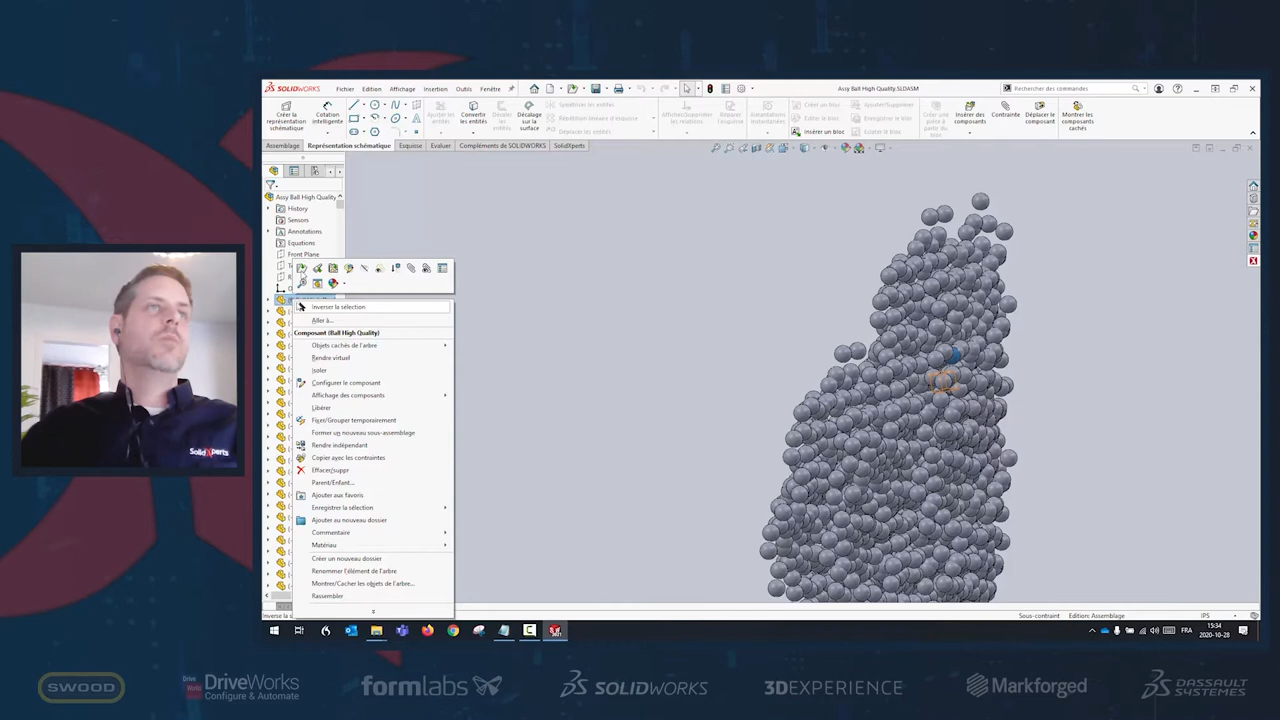 SOLIDWORKS
Fichier
Edition
Affichage
Insertion
Outils
Fenêtre
Assy Ball High Quality.SLDASM
Rechercher des commandes
Créer la représentation schématique
Cotation intelligente
Convertir les entités
Décalage sur la surface
Insérer un bloc
Insérer des composants
Contrainte
Déplacer le composant
Montrer les composants cachés
Assemblage
Représentation schématique
Esquisse
Evaluer
Compléments de SOLIDWORKS
SolidXperts
Assy Ball High Quality
History
Sensors
Annotations
Equations
Front Plane
Inverser la sélection
Aller à...
Composant (Ball High Quality)
Objets cachés de l'arbre
Rendre virtuel
Isoler
Configurer le composant
Affichage des composants
Libérer
Fixer/Grouper temporairement
Former un nouveau sous-assemblage
Rendre indépendant
Copier avec les contraintes
Effacer/suppr
Parent/Enfant...
Ajouter aux favoris
Enregistrer la sélection
Ajouter au nouveau dossier
Commentaire
Matériau
Créer un nouveau dossier
Renommer l'élément de l'arbre
Montrer/Cacher les objets de l'arbre...
Rassembler
Sous-contraint
Edition: Assemblage
IPS
FRA
15:34
2020-10-28
SolidXperts
SWOOD
DriveWorks
Configure & Automate
formlabs
SOLIDWORKS
3DEXPERIENCE
Markforged
DASSAULT SYSTEMES